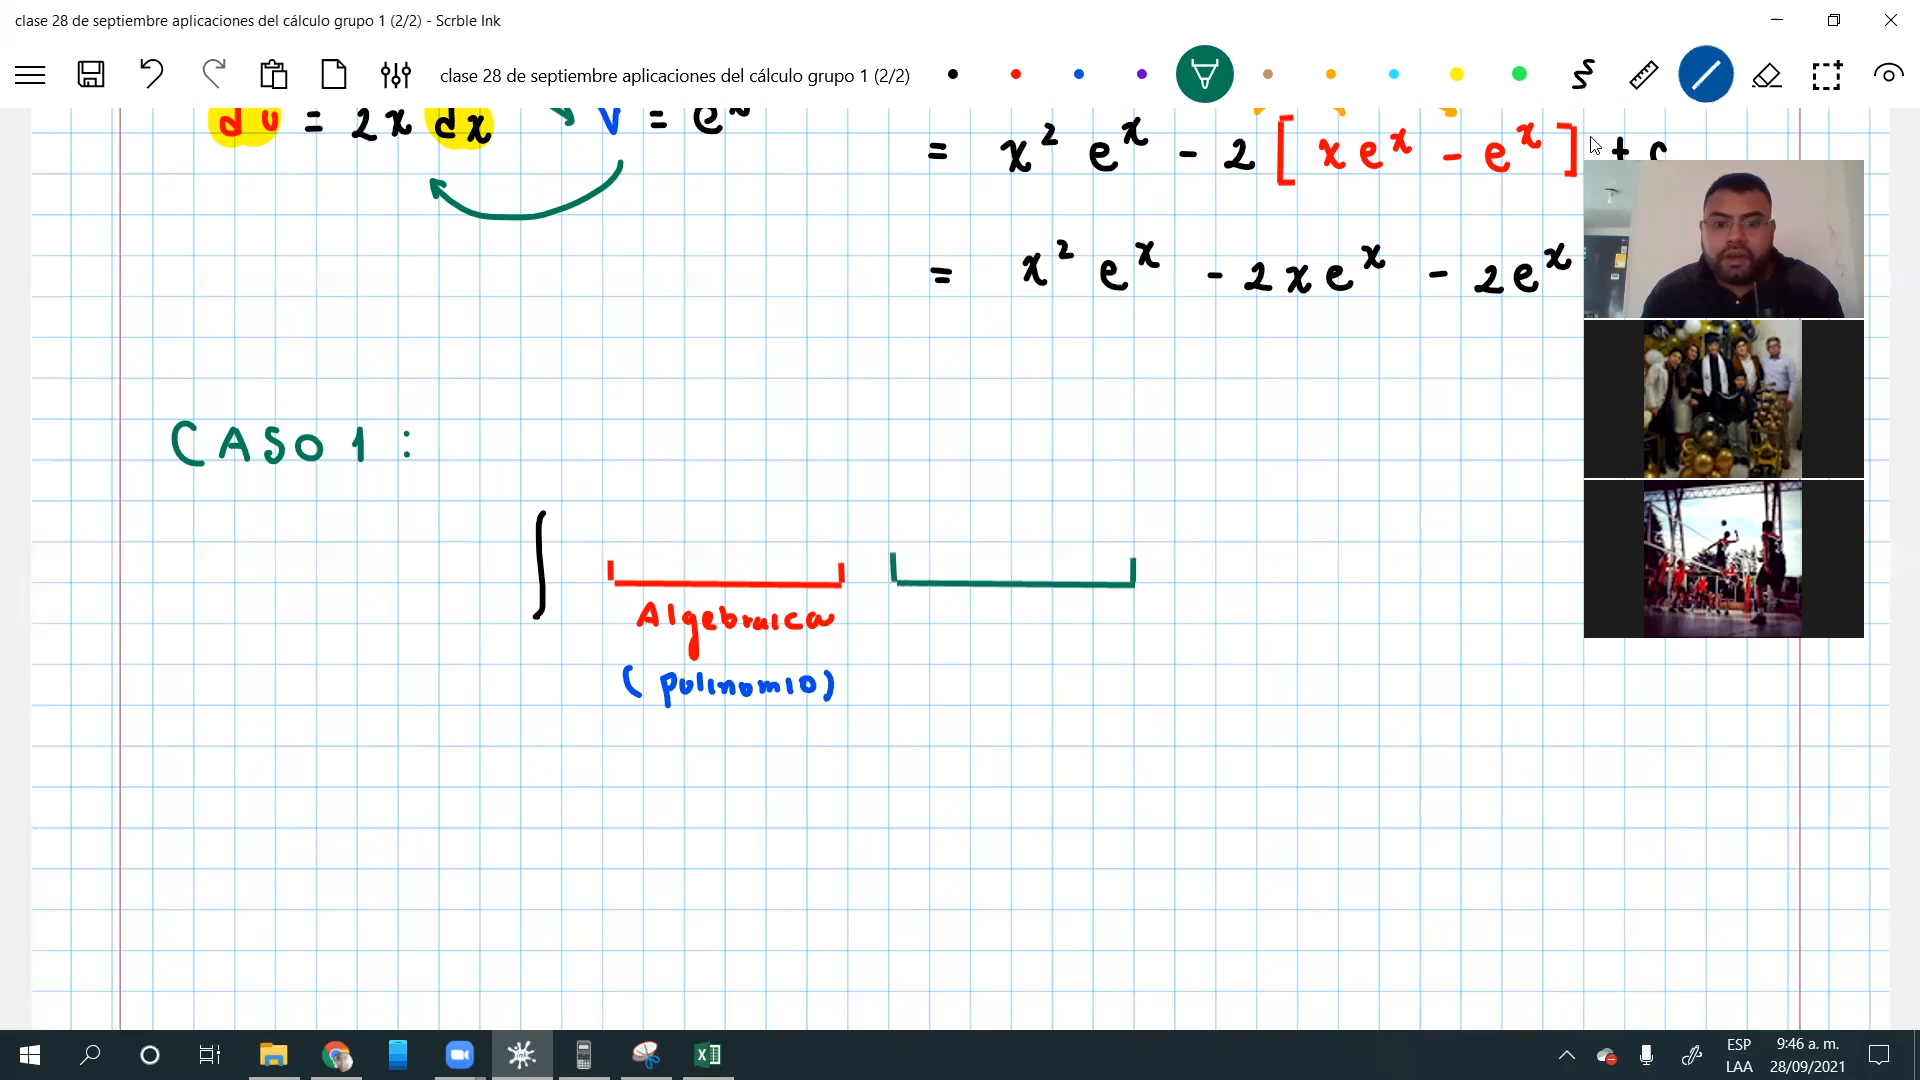 clase 28 de septiembre aplicaciones del cálculo grupo 1 (2/2) - Scrble Ink
clase 28 de septiembre aplicaciones del cálculo grupo 1 (2/2)
du = 2x dx v = eˣ
= x² eˣ - 2 [ x eˣ - eˣ ] + c
= x² eˣ - 2x eˣ - 2eˣ
CASO 1 :
∫
Algebraica
(polinomio)
ESP
LAA
9:46 a. m.
28/09/2021